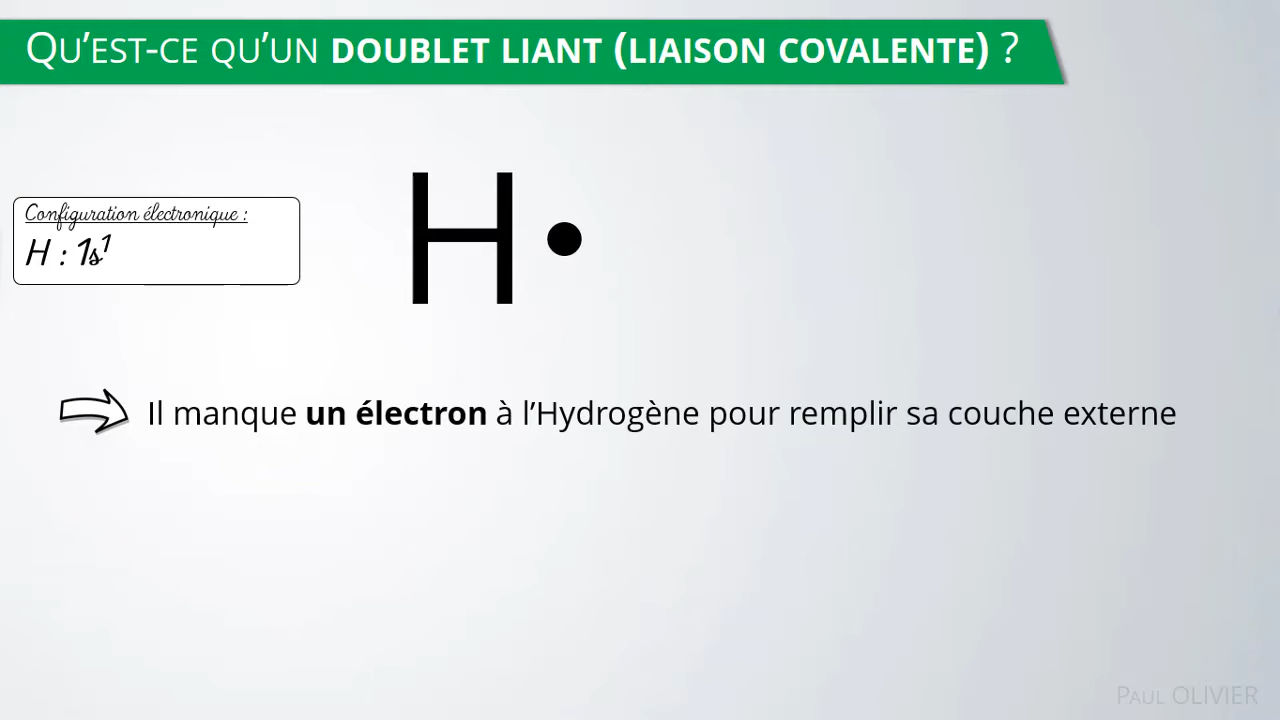 QU’EST-CE QU’UN DOUBLET LIANT (LIAISON COVALENTE) ?
Configuration électronique :
H : 1s¹
H •
Il manque un électron à l’Hydrogène pour remplir sa couche externe
PAUL OLIVIER